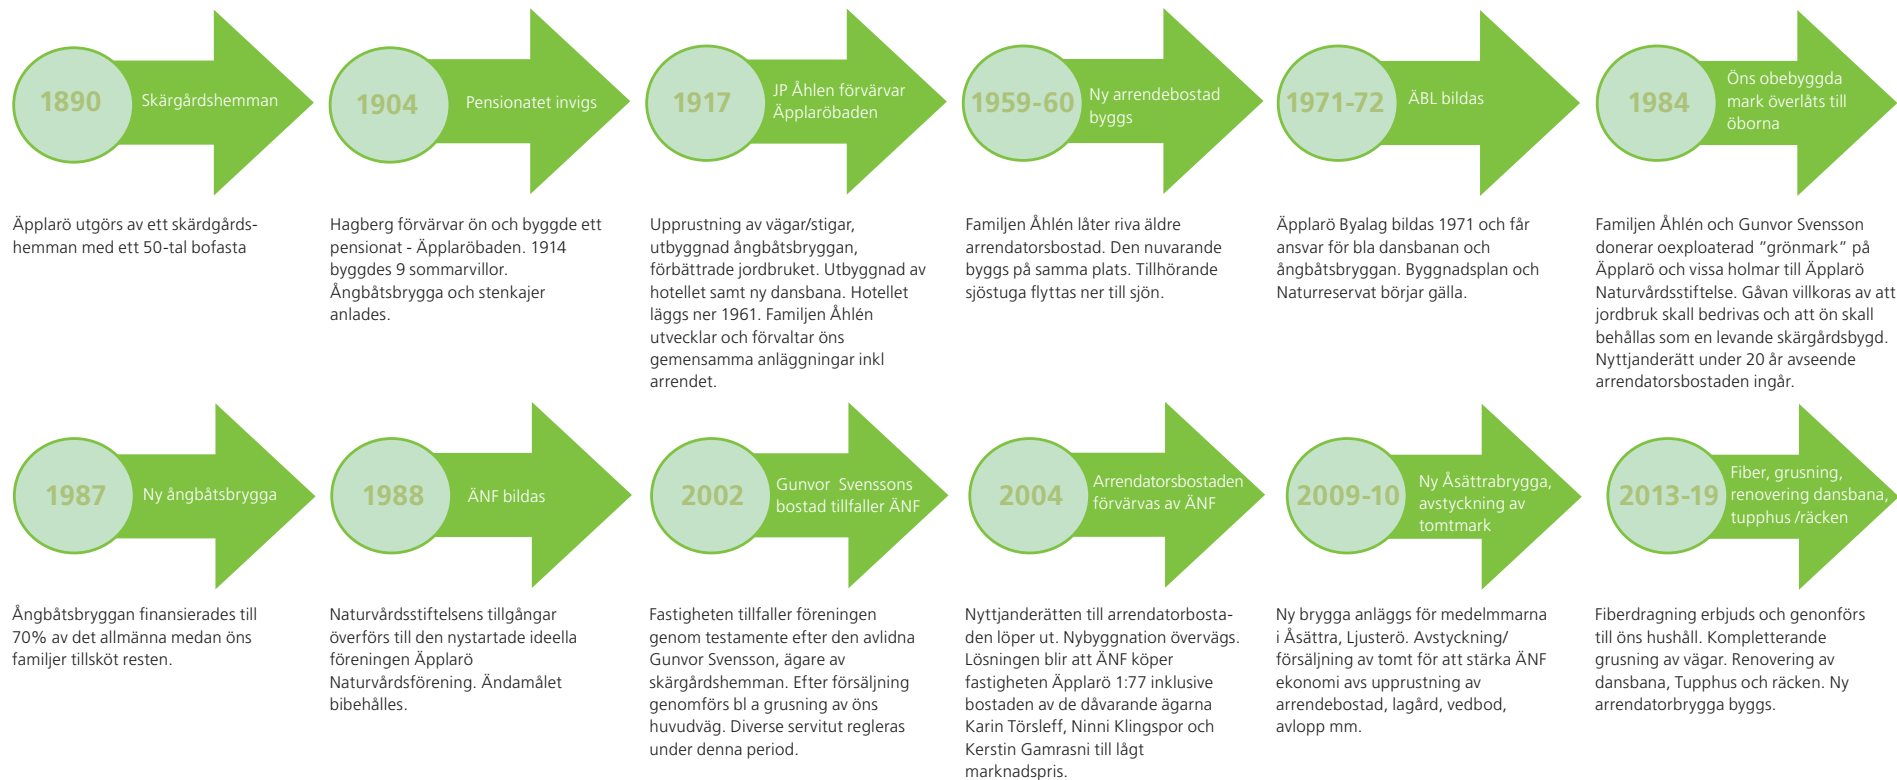 1890
Skärgårdshemman
Äpplarö utgörs av ett skärdgårds-
hemman med ett 50-tal bofasta
1904
Pensionatet invigs
Hagberg förvärvar ön och byggde ett
pensionat - Äpplaröbaden. 1914
byggdes 9 sommarvillor.
Ångbåtsbrygga och stenkajer
anlades.
1917
JP Åhlen förvärvar
Äpplaröbaden
Upprustning av vägar/stigar,
utbyggnad ångbåtsbryggan,
förbättrade jordbruket. Utbyggnad av
hotellet samt ny dansbana. Hotellet
läggs ner 1961. Familjen Åhlén
utvecklar och förvaltar öns
gemensamma anläggningar inkl
arrendet.
1959-60
Ny arrendebostad
byggs
Familjen Åhlén låter riva äldre
arrendatorsbostad. Den nuvarande
byggs på samma plats. Tillhörande
sjöstuga flyttas ner till sjön.
1971-72
ÄBL bildas
Äpplarö Byalag bildas 1971 och får
ansvar för bla dansbanan och
ångbåtsbryggan. Byggnadsplan och
Naturreservat börjar gälla.
1984
Öns obebyggda
mark överlåts till
öborna
Familjen Åhlén och Gunvor Svensson
donerar oexploaterad ”grönmark” på
Äpplarö och vissa holmar till Äpplarö
Naturvårdsstiftelse. Gåvan villkoras av att
jordbruk skall bedrivas och att ön skall
behållas som en levande skärgårdsbygd.
Nyttjanderätt under 20 år avseende
arrendatorsbostaden ingår.
1987
Ny ångbåtsbrygga
Ångbåtsbryggan finansierades till
70% av det allmänna medan öns
familjer tillsköt resten.
1988
ÄNF bildas
Naturvårdsstiftelsens tillgångar
överförs till den nystartade ideella
föreningen Äpplarö
Naturvårdsförening. Ändamålet
bibehålles.
2002
Gunvor Svenssons
bostad tillfaller ÄNF
Fastigheten tillfaller föreningen
genom testamente efter den avlidna
Gunvor Svensson, ägare av
skärgårdshemman. Efter försäljning
genomförs bl a grusning av öns
huvudväg. Diverse servitut regleras
under denna period.
2004
Arrendatorsbostaden
förvärvas av ÄNF
Nyttjanderätten till arrendatorbosta-
den löper ut. Nybyggnation övervägs.
Lösningen blir att ÄNF köper
fastigheten Äpplarö 1:77 inklusive
bostaden av de dåvarande ägarna
Karin Törsleff, Ninni Klingspor och
Kerstin Gamrasni till lågt
marknadspris.
2009-10
Ny Åsättrabrygga,
avstyckning av
tomtmark
Ny brygga anläggs för medelmmarna
i Åsättra, Ljusterö. Avstyckning/
försäljning av tomt för att stärka ÄNF
ekonomi avs upprustning av
arrendebostad, lagård, vedbod,
avlopp mm.
2013-19
Fiber, grusning,
renovering dansbana,
tupphus /räcken
Fiberdragning erbjuds och genonförs
till öns hushåll. Kompletterande
grusning av vägar. Renovering av
dansbana, Tupphus och räcken. Ny
arrendatorbrygga byggs.